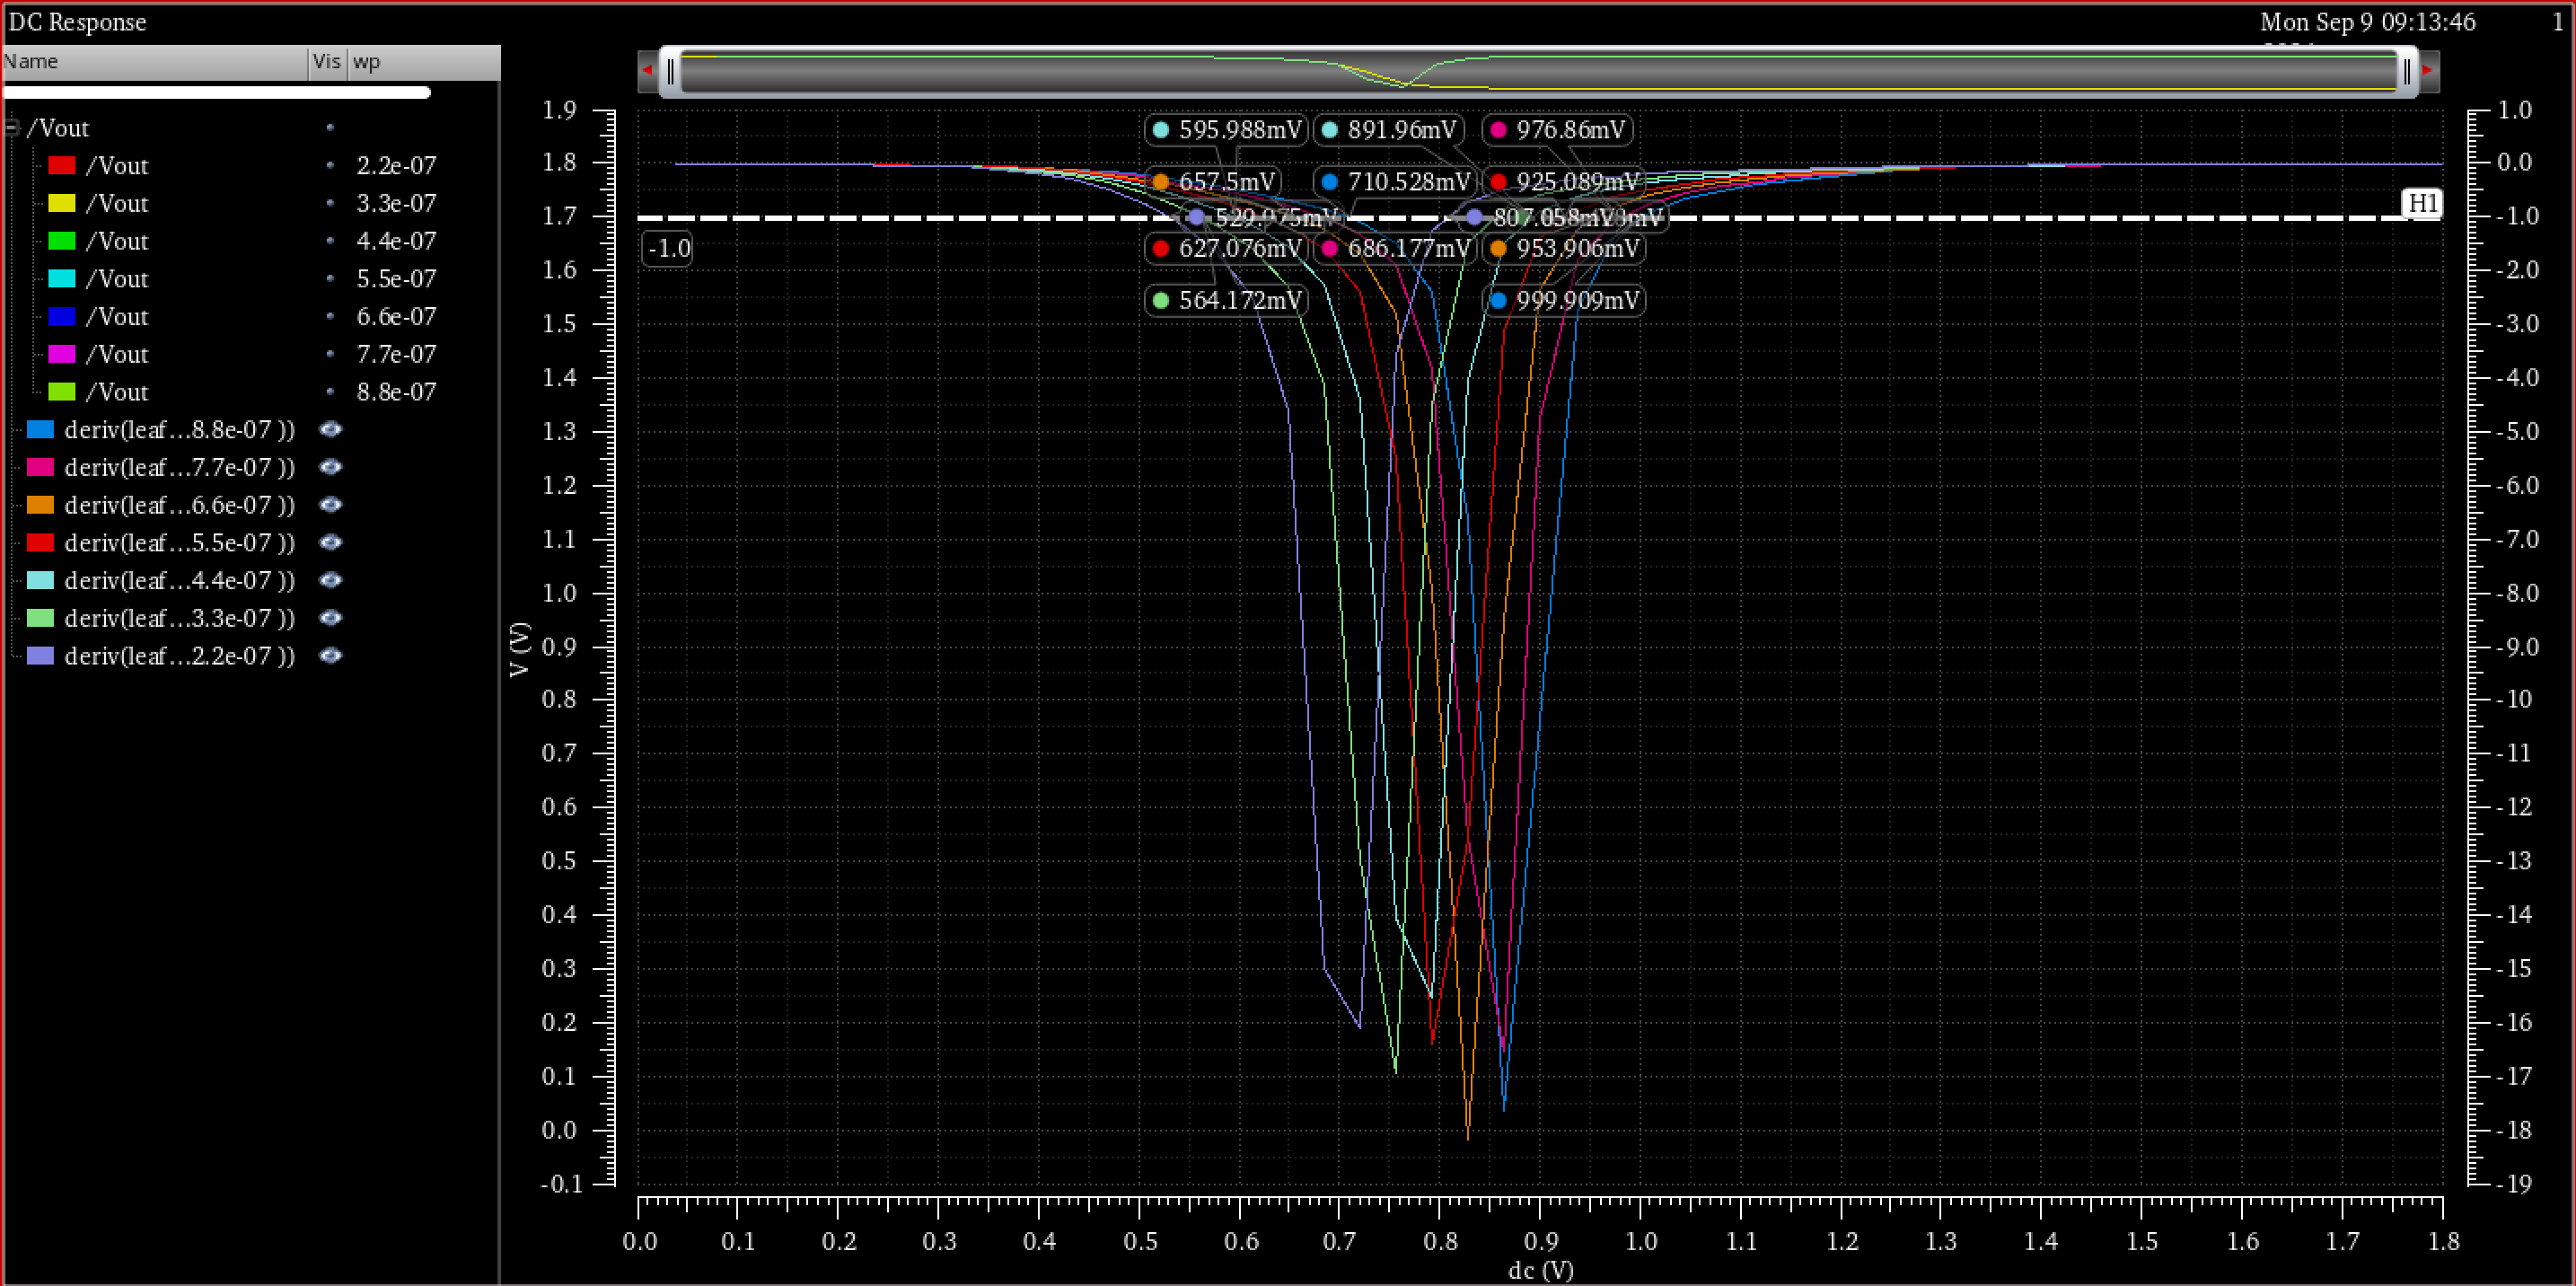 DC Response
Mon Sep 9 09:13:46 1
Name Vis wp
/Vout
/Vout 2.2e-07
/Vout 3.3e-07
/Vout 4.4e-07
/Vout 5.5e-07
/Vout 6.6e-07
/Vout 7.7e-07
/Vout 8.8e-07
deriv(leaf...8.8e-07 ))
deriv(leaf...7.7e-07 ))
deriv(leaf...6.6e-07 ))
deriv(leaf...5.5e-07 ))
deriv(leaf...4.4e-07 ))
deriv(leaf...3.3e-07 ))
deriv(leaf...2.2e-07 ))
V (V)
1.9
1.8
1.7
1.6
1.5
1.4
1.3
1.2
1.1
1.0
0.9
0.8
0.7
0.6
0.5
0.4
0.3
0.2
0.1
0.0
-0.1
595.988mV 891.96mV 976.86mV
657.5mV 710.528mV 925.089mV
529.075mV 807.058mV
H1
-1.0
627.076mV 686.177mV 953.906mV
564.172mV 999.909mV
1.0
0.0
-1.0
-2.0
-3.0
-4.0
-5.0
-6.0
-7.0
-8.0
-9.0
-10
-11
-12
-13
-14
-15
-16
-17
-18
-19
0.0 0.1 0.2 0.3 0.4 0.5 0.6 0.7 0.8 0.9 1.0 1.1 1.2 1.3 1.4 1.5 1.6 1.7 1.8
dc (V)